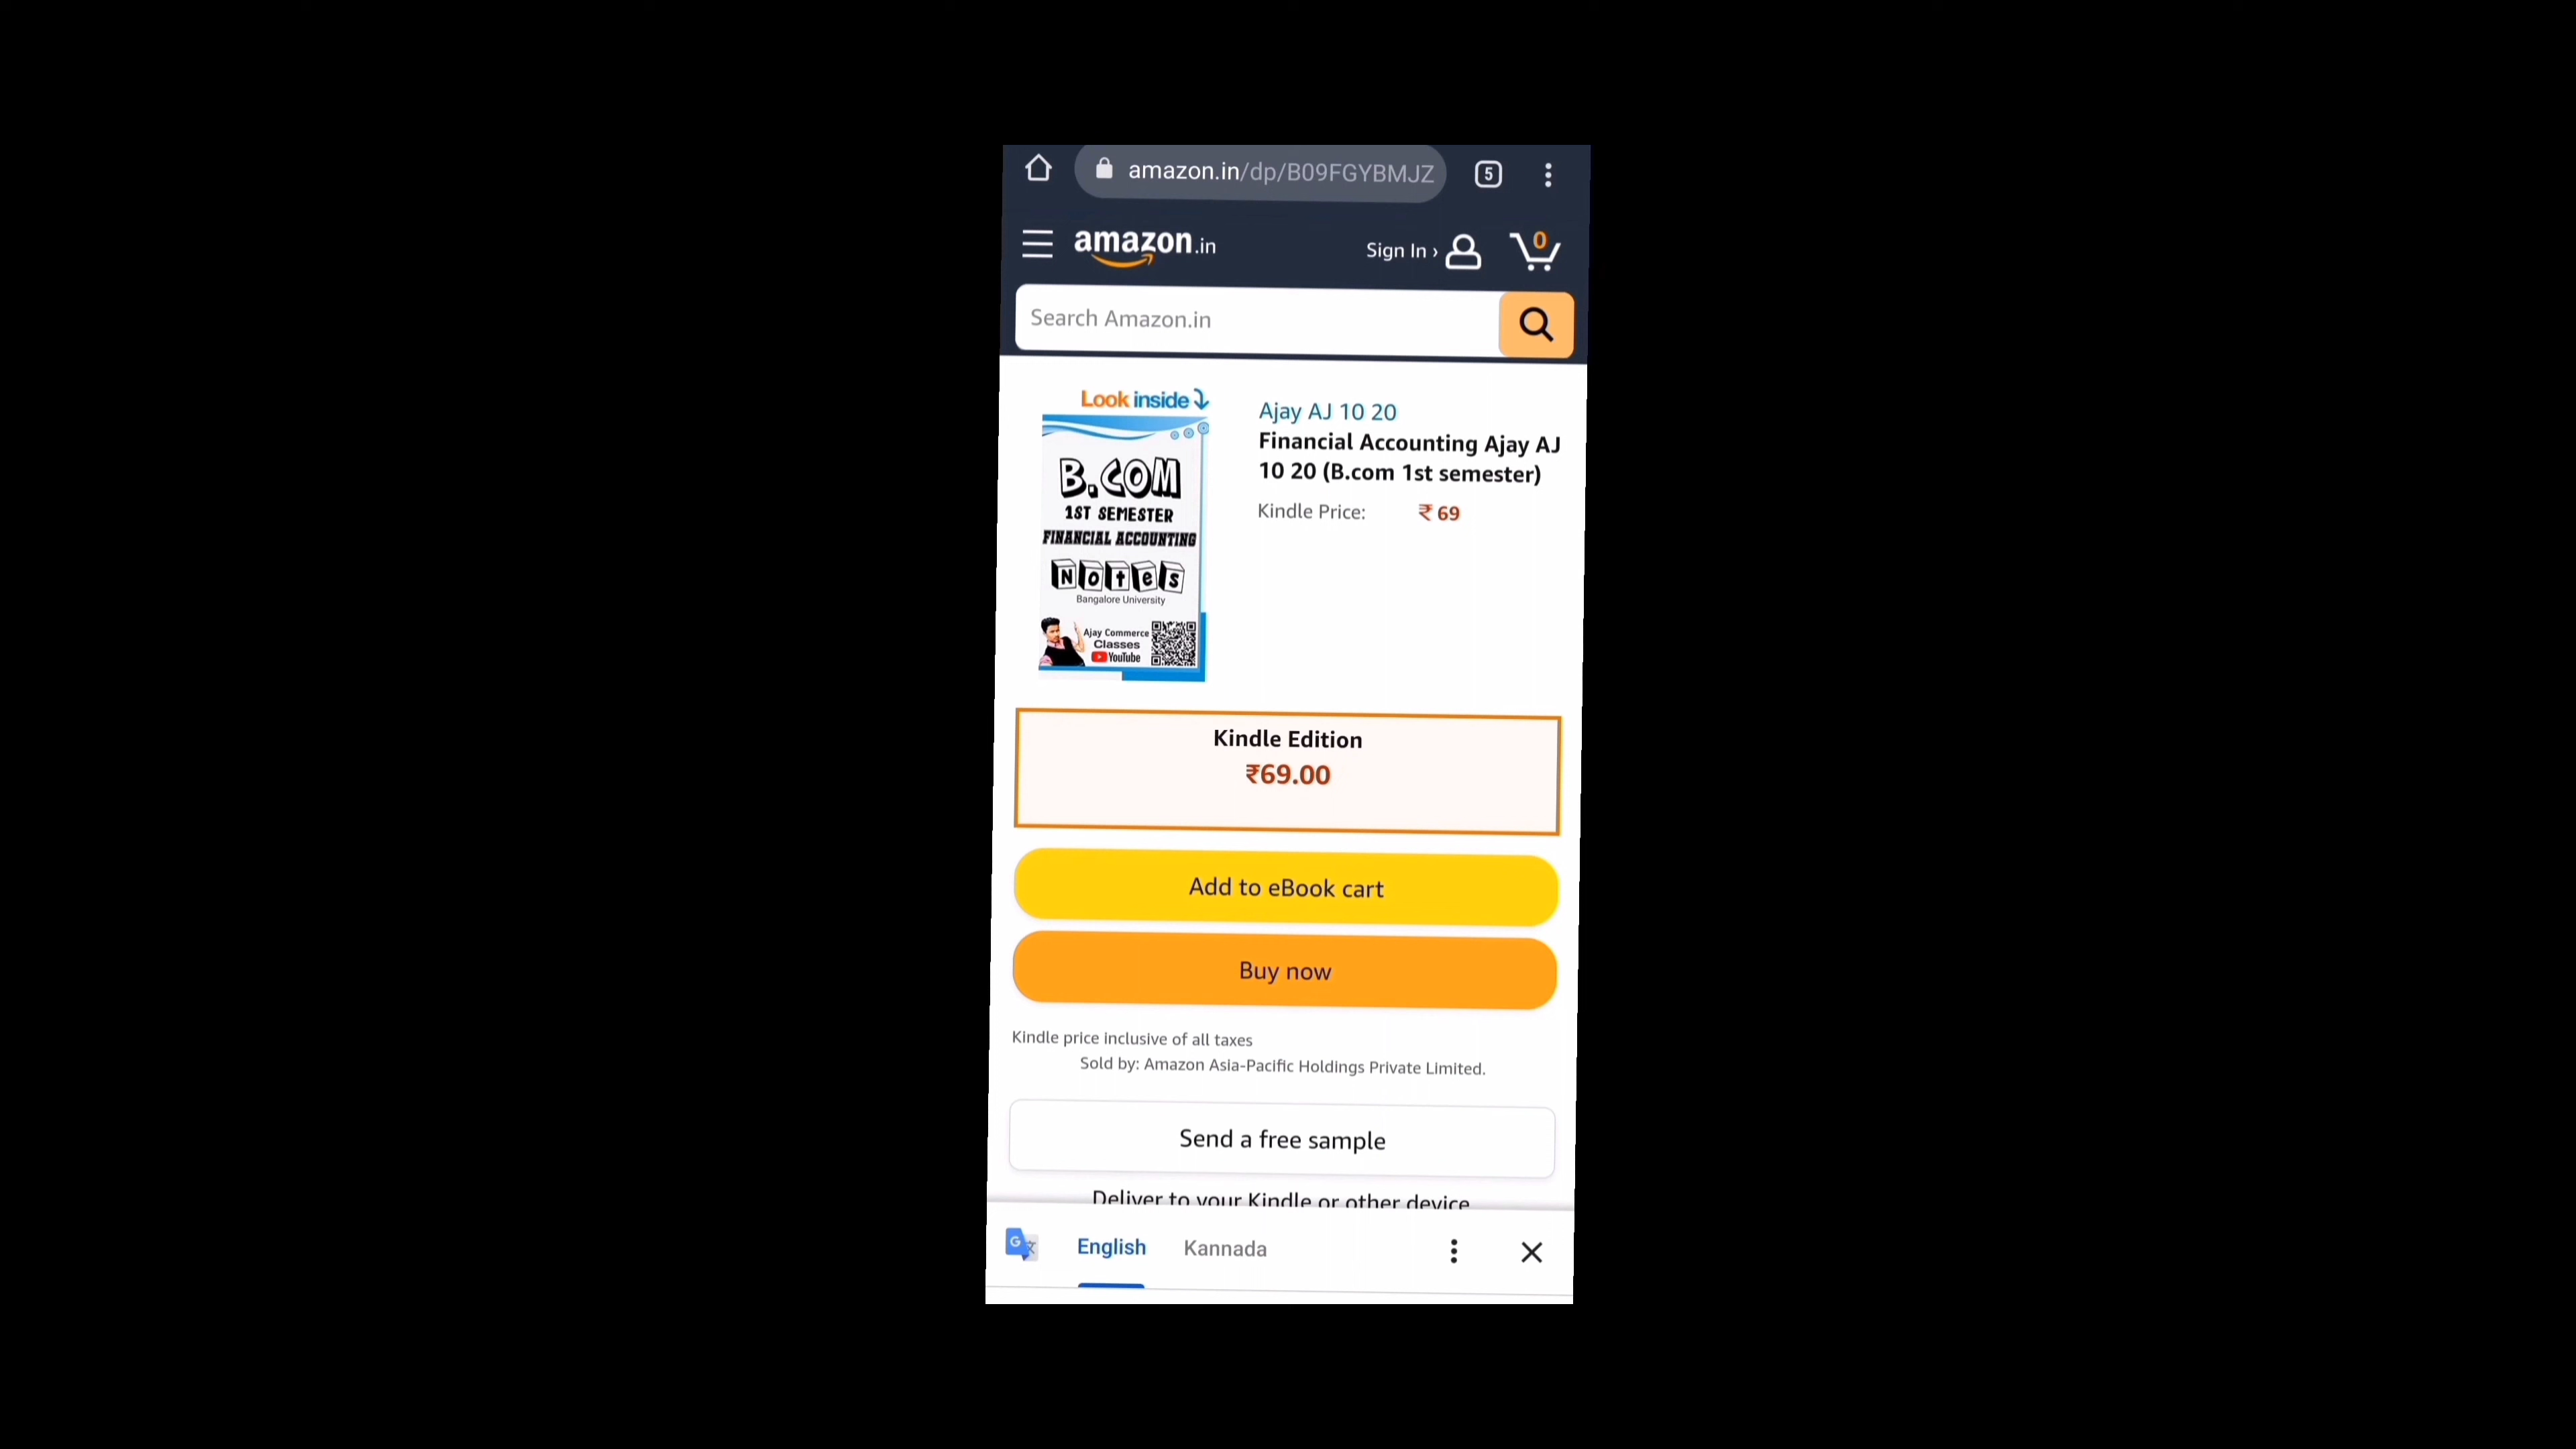 amazon.in/dp/B09FGYBMJZ
5
amazon.in
Sign In ›
0
Search Amazon.in
Look inside
B.COM
1ST SEMESTER
FINANCIAL ACCOUNTING
Notes
Bangalore University
Ajay Commerce
Classes
YouTube
Ajay AJ 10 20
Financial Accounting Ajay AJ
10 20 (B.com 1st semester)
Kindle Price: ₹ 69
Kindle Edition
₹69.00
Add to eBook cart
Buy now
Kindle price inclusive of all taxes
Sold by: Amazon Asia-Pacific Holdings Private Limited.
Send a free sample
Deliver to your Kindle or other device
English Kannada